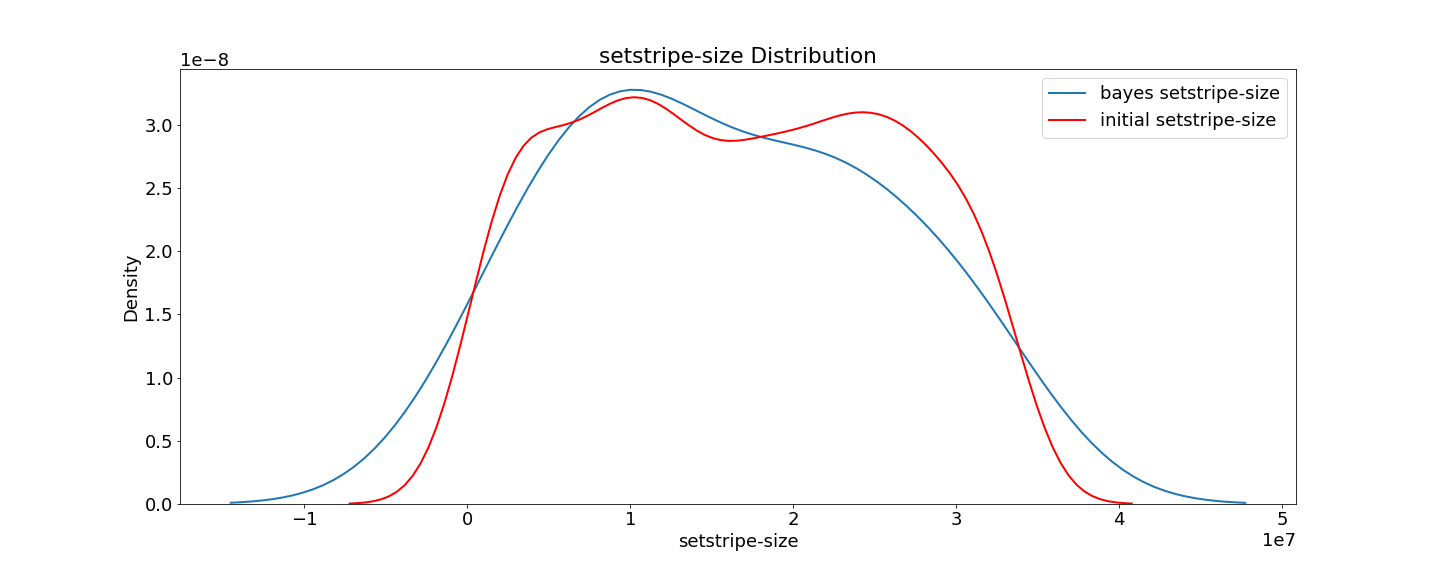 setstripe-size Distribution
1e−8
bayes setstripe-size
initial setstripe-size
3.0
2.5
2.0
1.5
1.0
0.5
0.0
Density
−1
0
1
2
3
4
5
setstripe-size
1e7